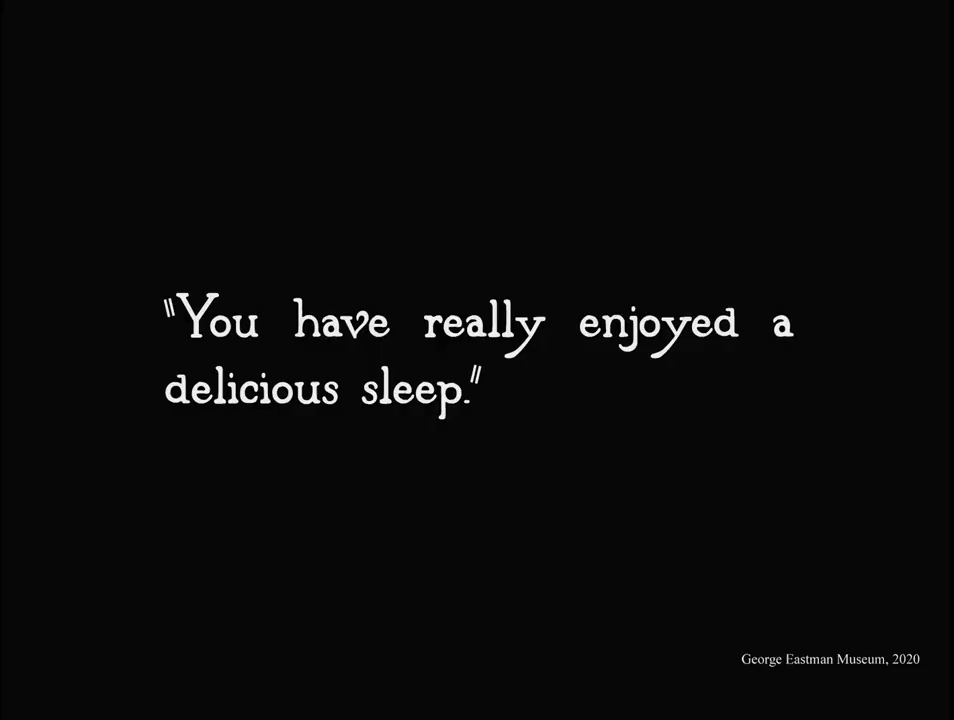 "You have really enjoyed a
delicious sleep."
George Eastman Museum, 2020